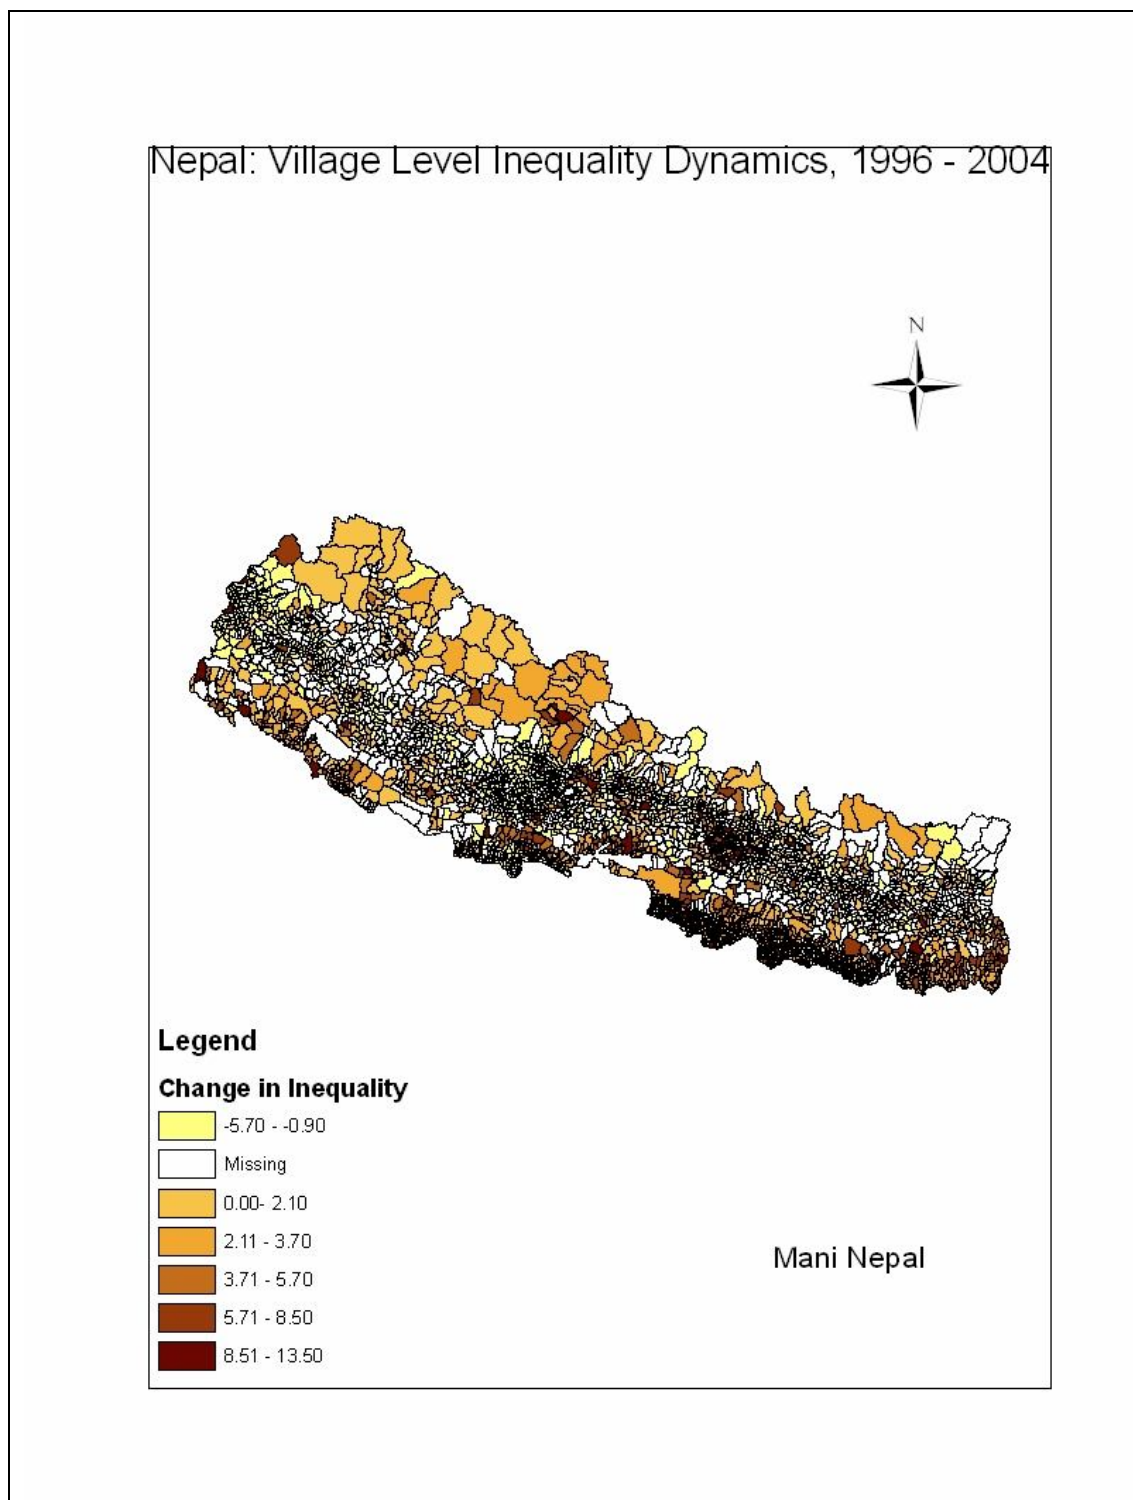 Nepal: Village Level Inequality Dynamics, 1996 - 2004
N
Legend
Change in Inequality
-5.70 - -0.90
Missing
0.00- 2.10
2.11 - 3.70
3.71 - 5.70
5.71 - 8.50
8.51 - 13.50
Mani Nepal